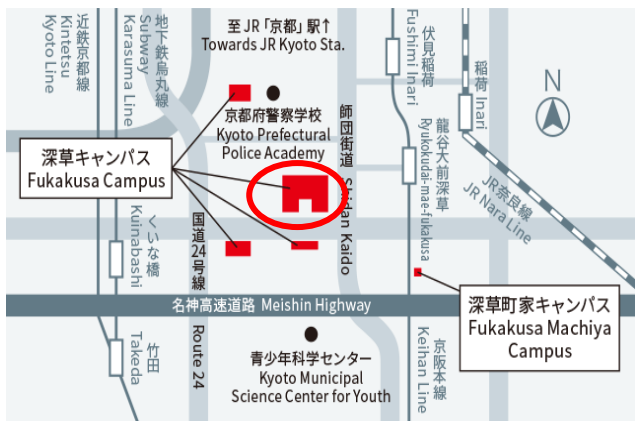 至JR「京都」駅↑
Towards JR Kyoto Sta.
近鉄京都線
Kintetsu
Kyoto Line
地下鉄烏丸線
Subway
Karasuma Line
伏見稲荷
Fushimi Inari
稲荷 Inari
N
京都府警察学校
Kyoto Prefectural
Police Academy
師団街道 Shidan Kaido
龍谷大前深草
Ryukokudai-mae-fukakusa
JR奈良線
JR Nara Line
深草キャンパス
Fukakusa Campus
くいな橋
Kuinabashi
国道24号線
Route 24
名神高速道路 Meishin Highway
深草町家キャンパス
Fukakusa Machiya
Campus
竹田
Takeda
青少年科学センター
Kyoto Municipal
Science Center for Youth
京阪本線
Keihan Line